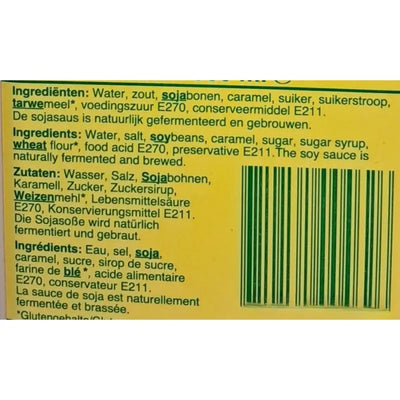 Ingrediënten: Water, zout, sojabonen, caramel, suiker, suikerstroop,
tarwemeel*, voedingszuur E270, conserveermiddel E211.
De sojasaus is natuurlijk gefermenteerd en gebrouwen.
Ingredients: Water, salt, soybeans, caramel, sugar, sugar syrup,
wheat flour*, food acid E270, preservative E211.The soy sauce is
naturally fermented and brewed.
Zutaten: Wasser, Salz, Sojabohnen,
Karamell, Zucker, Zuckersirup,
Weizenmehl*, Lebensmittelsäure
E270, Konservierungsmittel E211.
Die Sojasoße wird natürlich
fermentiert und gebraut.
Ingrédients: Eau, sel, soja,
caramel, sucre, sirop de sucre,
farine de blé*, acide alimentaire
E270, conservateur E211.
La sauce de soja est naturellement
fermentée et brassée.